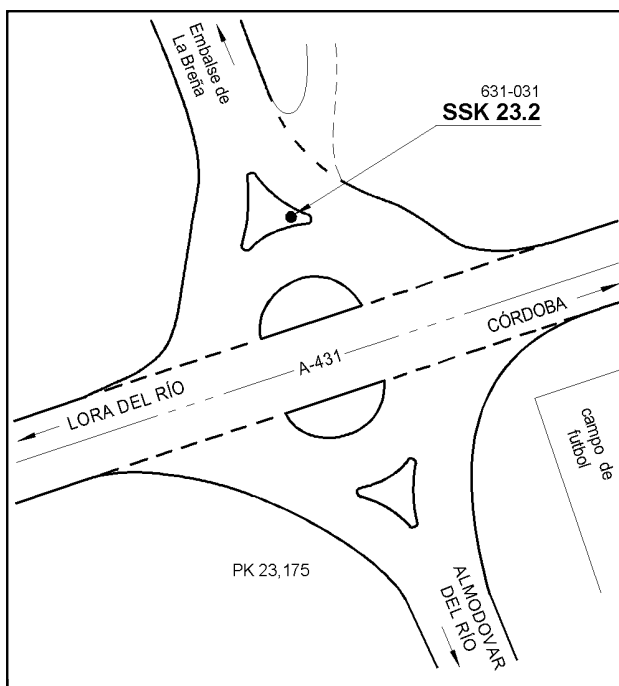 Embalse de
La Breña
631-031
SSK 23.2
CÓRDOBA
A-431
LORA DEL RÍO
campo de
futbol
PK 23,175
ALMODOVAR
DEL RÍO